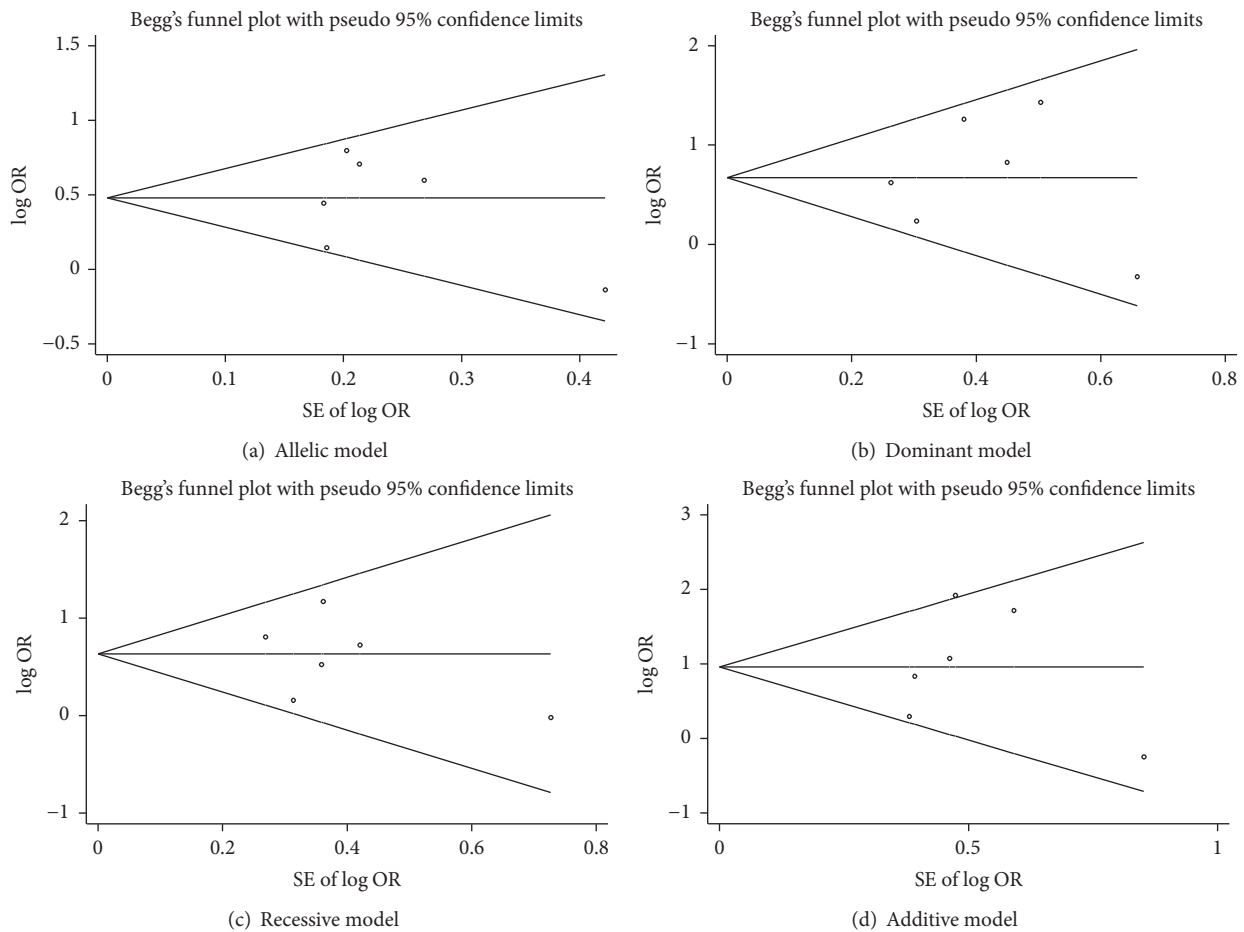 Begg's funnel plot with pseudo 95% confidence limits
1.5
1
0.5
0
−0.5
log OR
0 0.1 0.2 0.3 0.4
SE of log OR
(a) Allelic model
Begg's funnel plot with pseudo 95% confidence limits
2
1
0
−1
log OR
0 0.2 0.4 0.6 0.8
SE of log OR
(b) Dominant model
Begg's funnel plot with pseudo 95% confidence limits
2
1
0
−1
log OR
0 0.2 0.4 0.6 0.8
SE of log OR
(c) Recessive model
Begg's funnel plot with pseudo 95% confidence limits
3
2
1
0
−1
log OR
0 0.5 1
SE of log OR
(d) Additive model